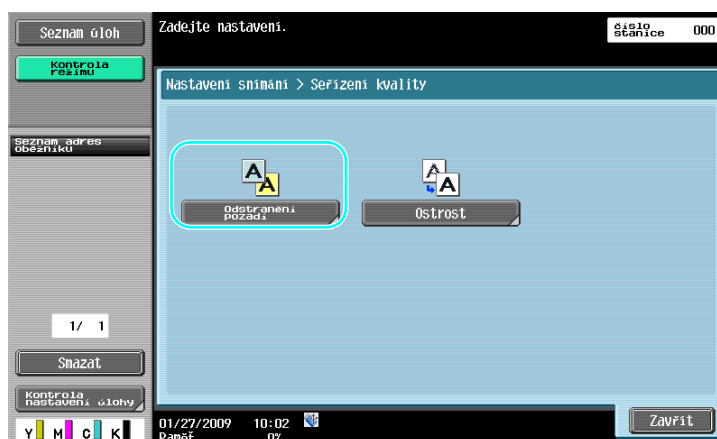 Seznam úloh
Kontrola
režimu
Seznam adres
oběžníků
1/ 1
Smazat
Kontrola
nastavení úlohy
Y M C K
Zadejte nastavení.
číslo
stanice
000
Nastavení snímání > Seřízení kvality
A
A
Odstranění
pozadí
A
A
Ostrost
01/27/2009 10:02
Paměť 0%
Zavřít